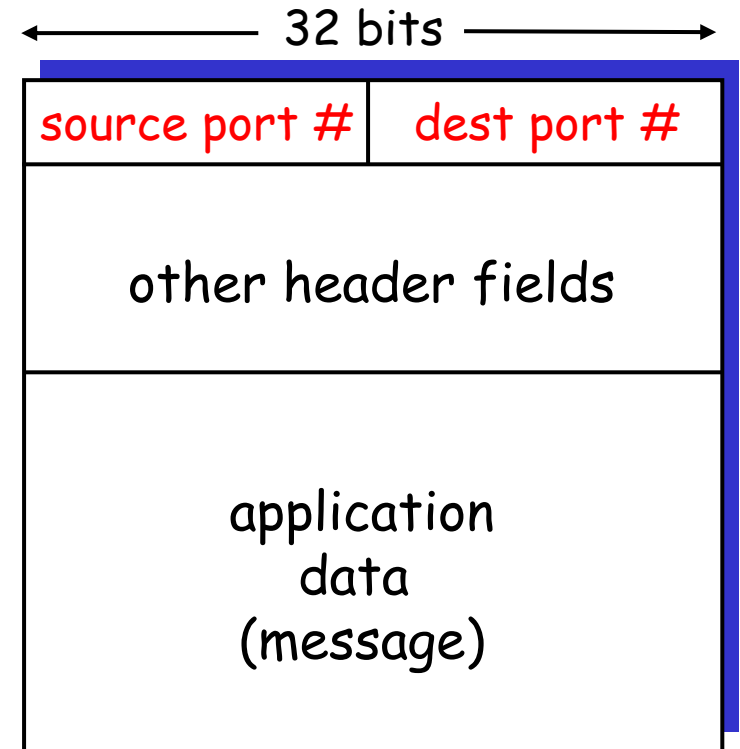 32 bits
source port # dest port #
other header fields
application
data
(message)